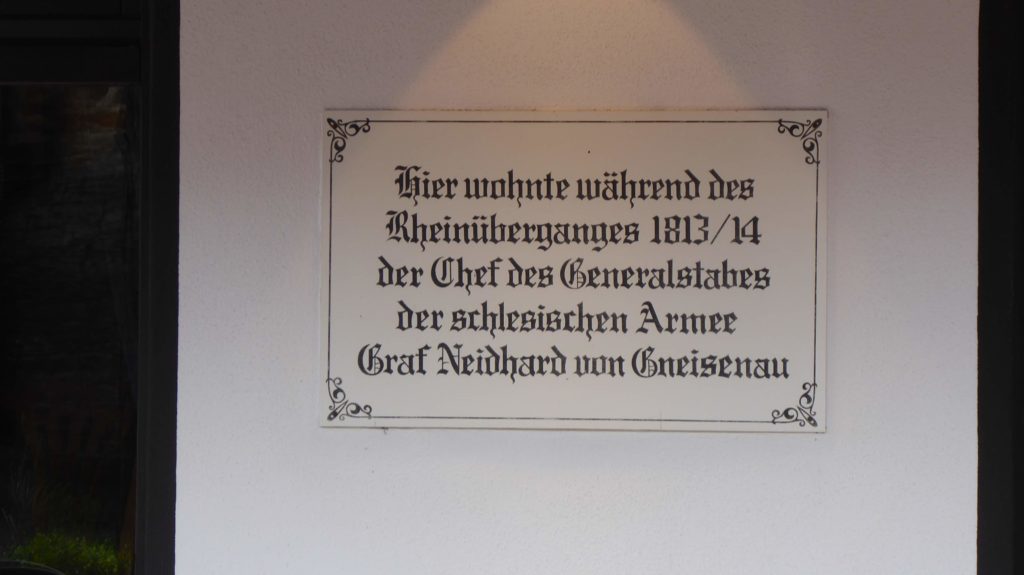 Hier wohnte während des
Rheinüberganges 1813/14
der Chef des Generalstabes
der schlesischen Armee
Graf Neidhard von Gneisenau